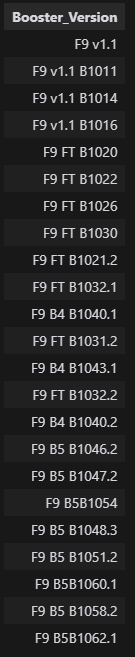 Booster_Version
F9 v1.1
F9 v1.1 B1011
F9 v1.1 B1014
F9 v1.1 B1016
F9 FT B1020
F9 FT B1022
F9 FT B1026
F9 FT B1030
F9 FT B1021.2
F9 FT B1032.1
F9 B4 B1040.1
F9 FT B1031.2
F9 B4 B1043.1
F9 FT B1032.2
F9 B4 B1040.2
F9 B5 B1046.2
F9 B5 B1047.2
F9 B5B1054
F9 B5 B1048.3
F9 B5 B1051.2
F9 B5B1060.1
F9 B5 B1058.2
F9 B5B1062.1